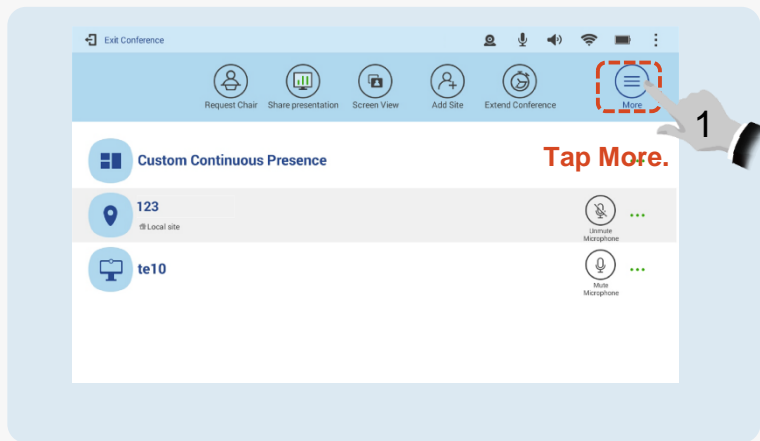 Exit Conference
Request Chair
Share presentation
Screen View
Add Site
Extend Conference
More
1
Custom Continuous Presence
Tap More.
123
Local site
Unmute
Microphone
te10
Mute
Microphone